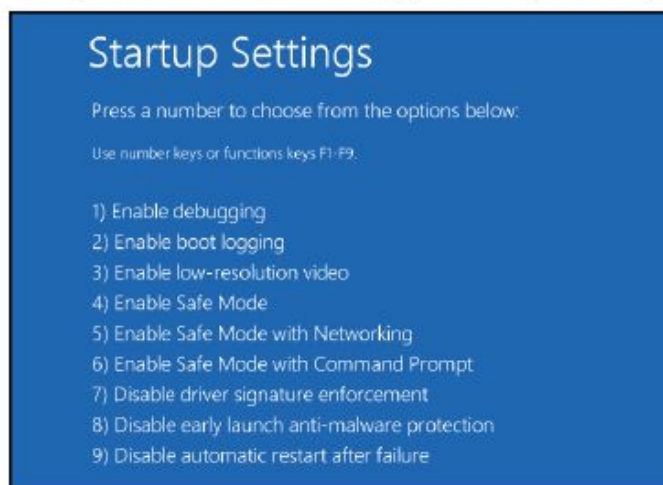 Startup Settings
Press a number to choose from the options below:
Use number keys or functions keys F1-F9.
1) Enable debugging
2) Enable boot logging
3) Enable low-resolution video
4) Enable Safe Mode
5) Enable Safe Mode with Networking
6) Enable Safe Mode with Command Prompt
7) Disable driver signature enforcement
8) Disable early launch anti-malware protection
9) Disable automatic restart after failure